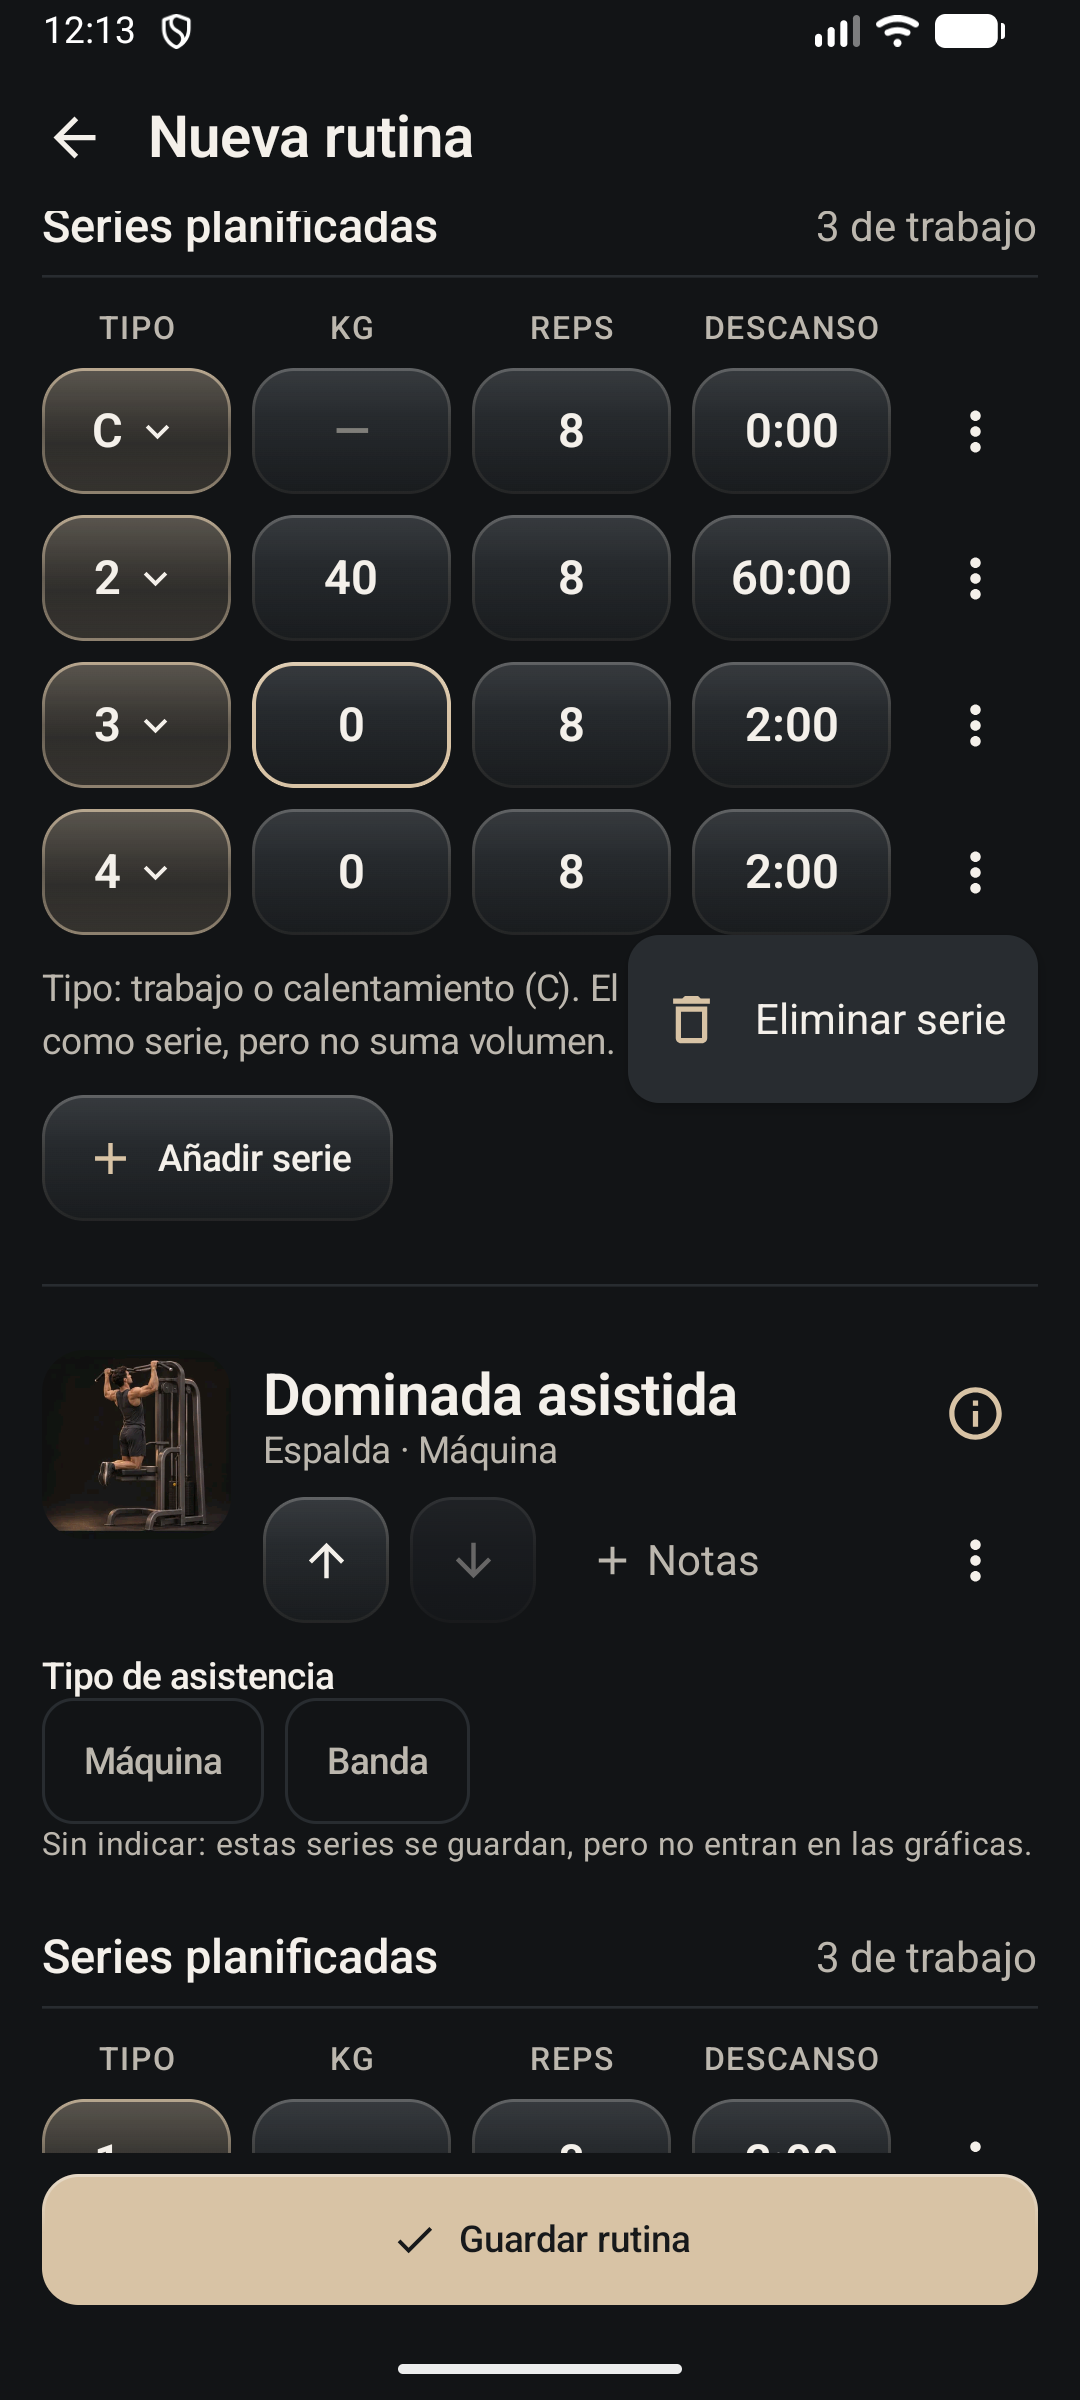 12:13
Nueva rutina
Series planificadas 3 de trabajo
TIPO KG REPS DESCANSO
C — 8 0:00
2 40 8 60:00
3 0 8 2:00
4 0 8 2:00
Tipo: trabajo o calentamiento (C). El
como serie, pero no suma volumen.
Eliminar serie
+ Añadir serie
Dominada asistida
Espalda · Máquina
+ Notas
Tipo de asistencia
Máquina Banda
Sin indicar: estas series se guardan, pero no entran en las gráficas.
Series planificadas 3 de trabajo
TIPO KG REPS DESCANSO
Guardar rutina